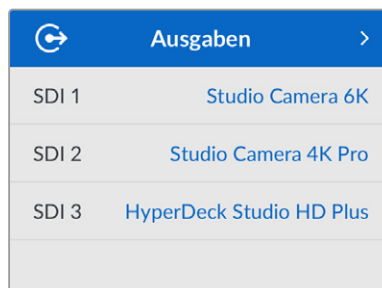 Ausgaben
SDI 1 Studio Camera 6K
SDI 2 Studio Camera 4K Pro
SDI 3 HyperDeck Studio HD Plus